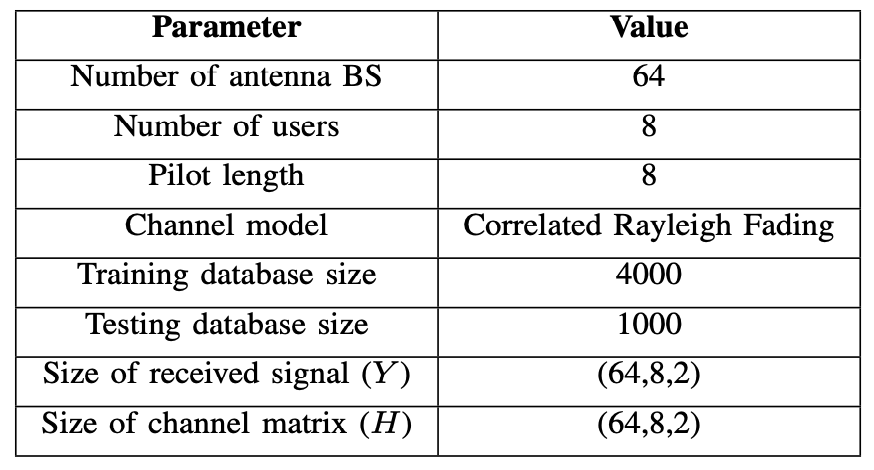 Parameter Value
Number of antenna BS 64
Number of users 8
Pilot length 8
Channel model Correlated Rayleigh Fading
Training database size 4000
Testing database size 1000
Size of received signal (Y) (64,8,2)
Size of channel matrix (H) (64,8,2)